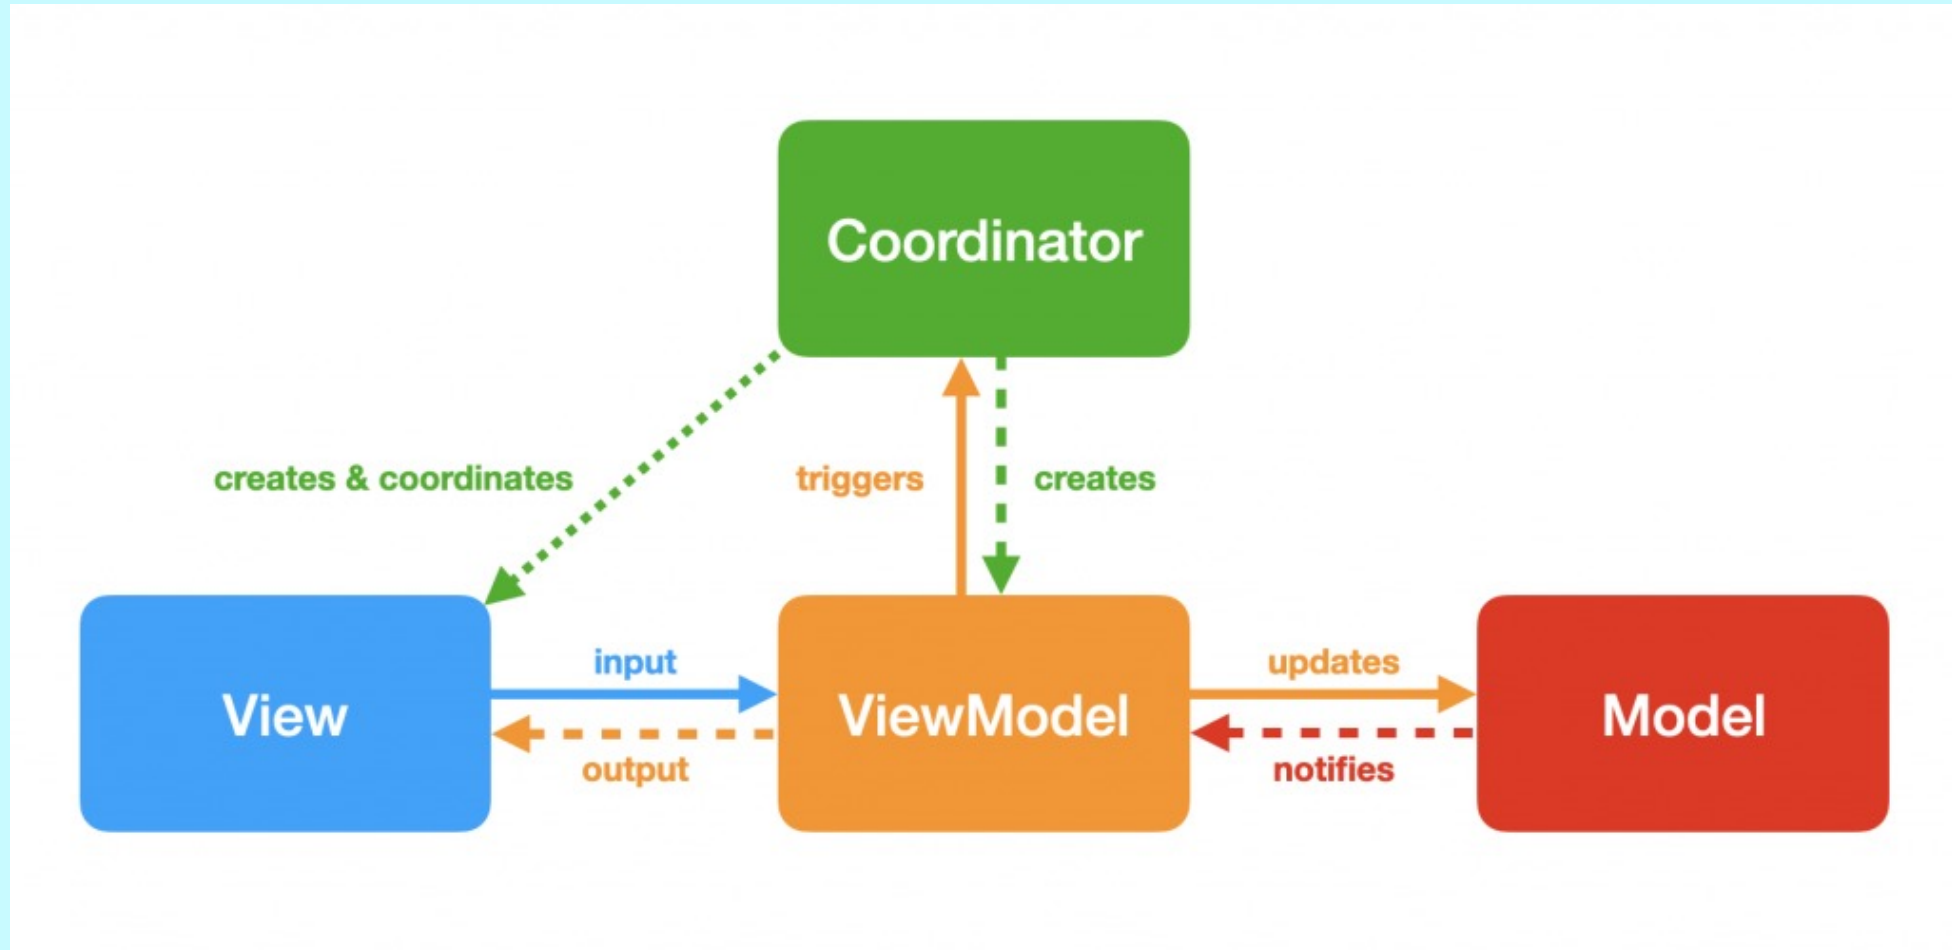 Coordinator
creates & coordinates
triggers
creates
View
input
output
ViewModel
updates
notifies
Model